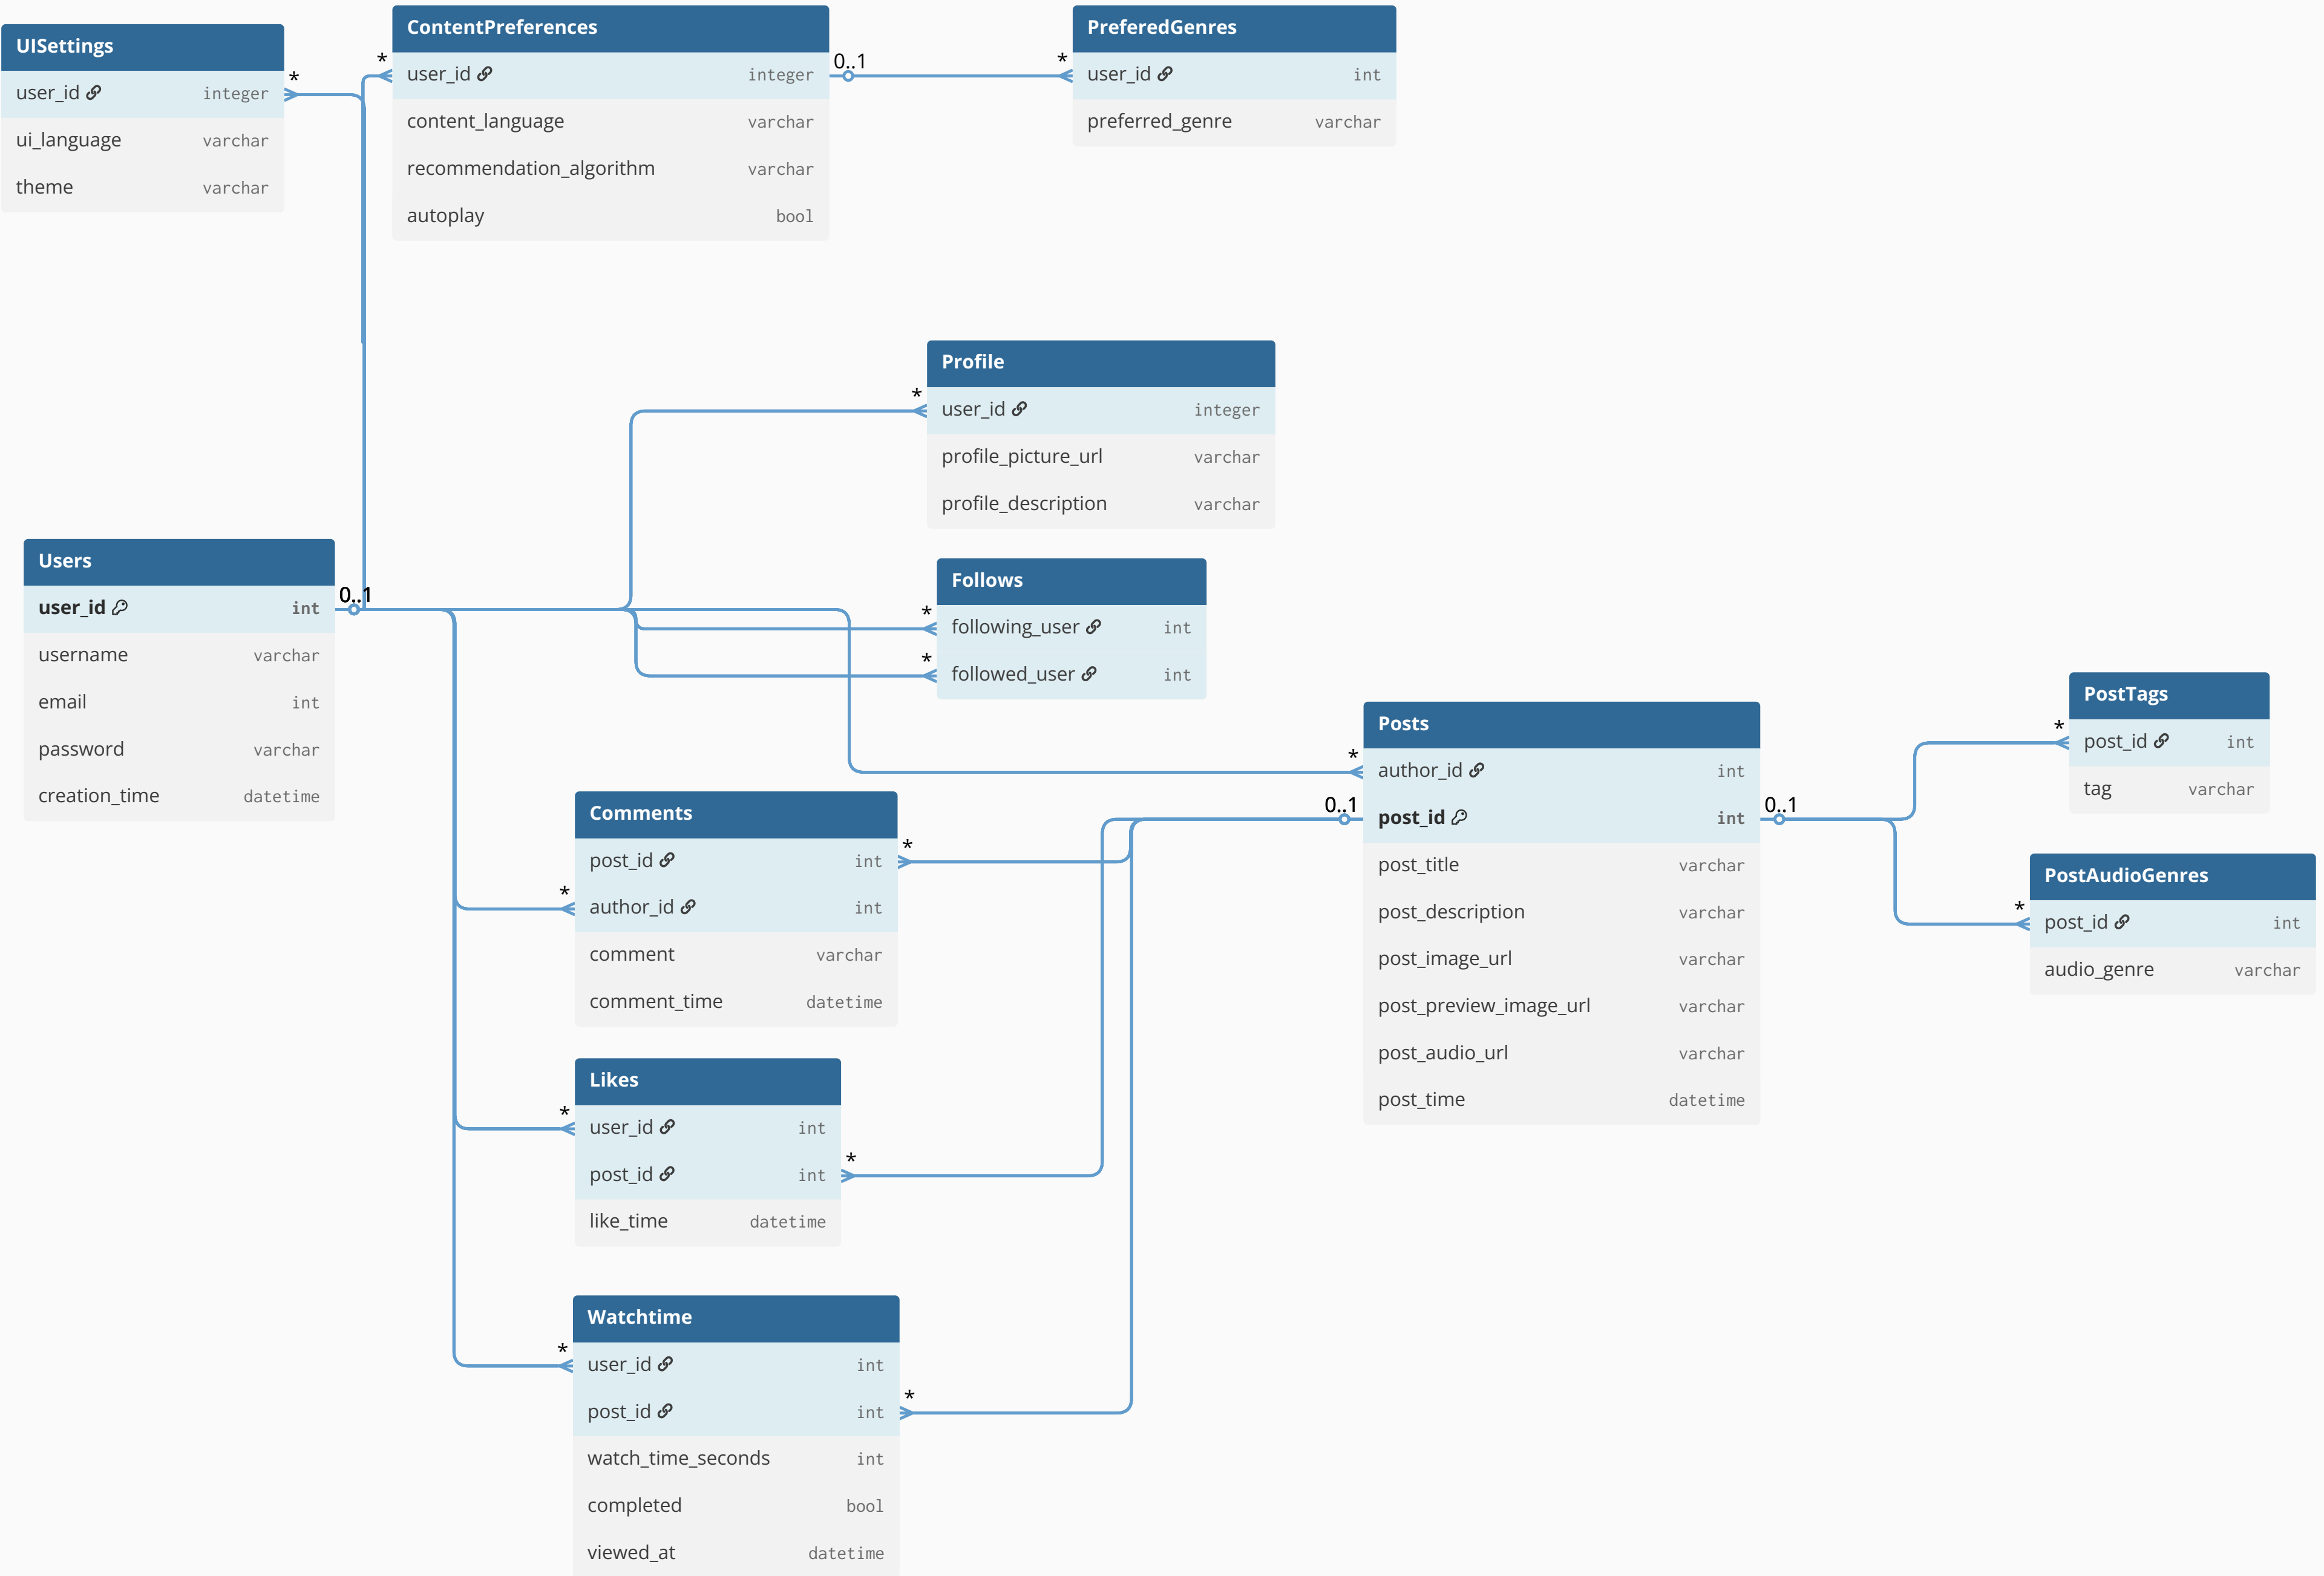 UISettings
user_id integer
ui_language varchar
theme varchar
*
ContentPreferences
* user_id integer 0..1
content_language varchar
recommendation_algorithm varchar
autoplay bool
PreferedGenres
* user_id int
preferred_genre varchar
Profile
* user_id integer
profile_picture_url varchar
profile_description varchar
Users
user_id int 0..1
username varchar
email int
password varchar
creation_time datetime
Follows
* following_user int
* followed_user int
Posts
* author_id int
0..1 post_id int 0..1
post_title varchar
post_description varchar
post_image_url varchar
post_preview_image_url varchar
post_audio_url varchar
post_time datetime
PostTags
* post_id int
tag varchar
PostAudioGenres
* post_id int
audio_genre varchar
Comments
post_id int *
* author_id int
comment varchar
comment_time datetime
Likes
* user_id int
post_id int *
like_time datetime
Watchtime
* user_id int
post_id int *
watch_time_seconds int
completed bool
viewed_at datetime